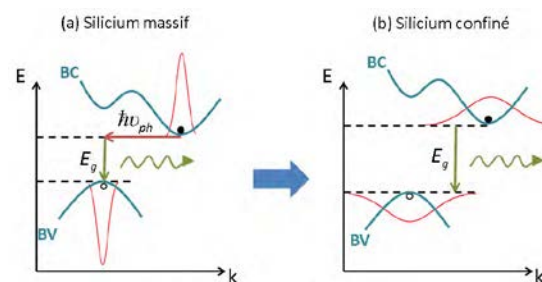 (a) Silicium massif
(b) Silicium confiné
E
BC
ℏυph
Eg
BV
k
E
BC
Eg
BV
k